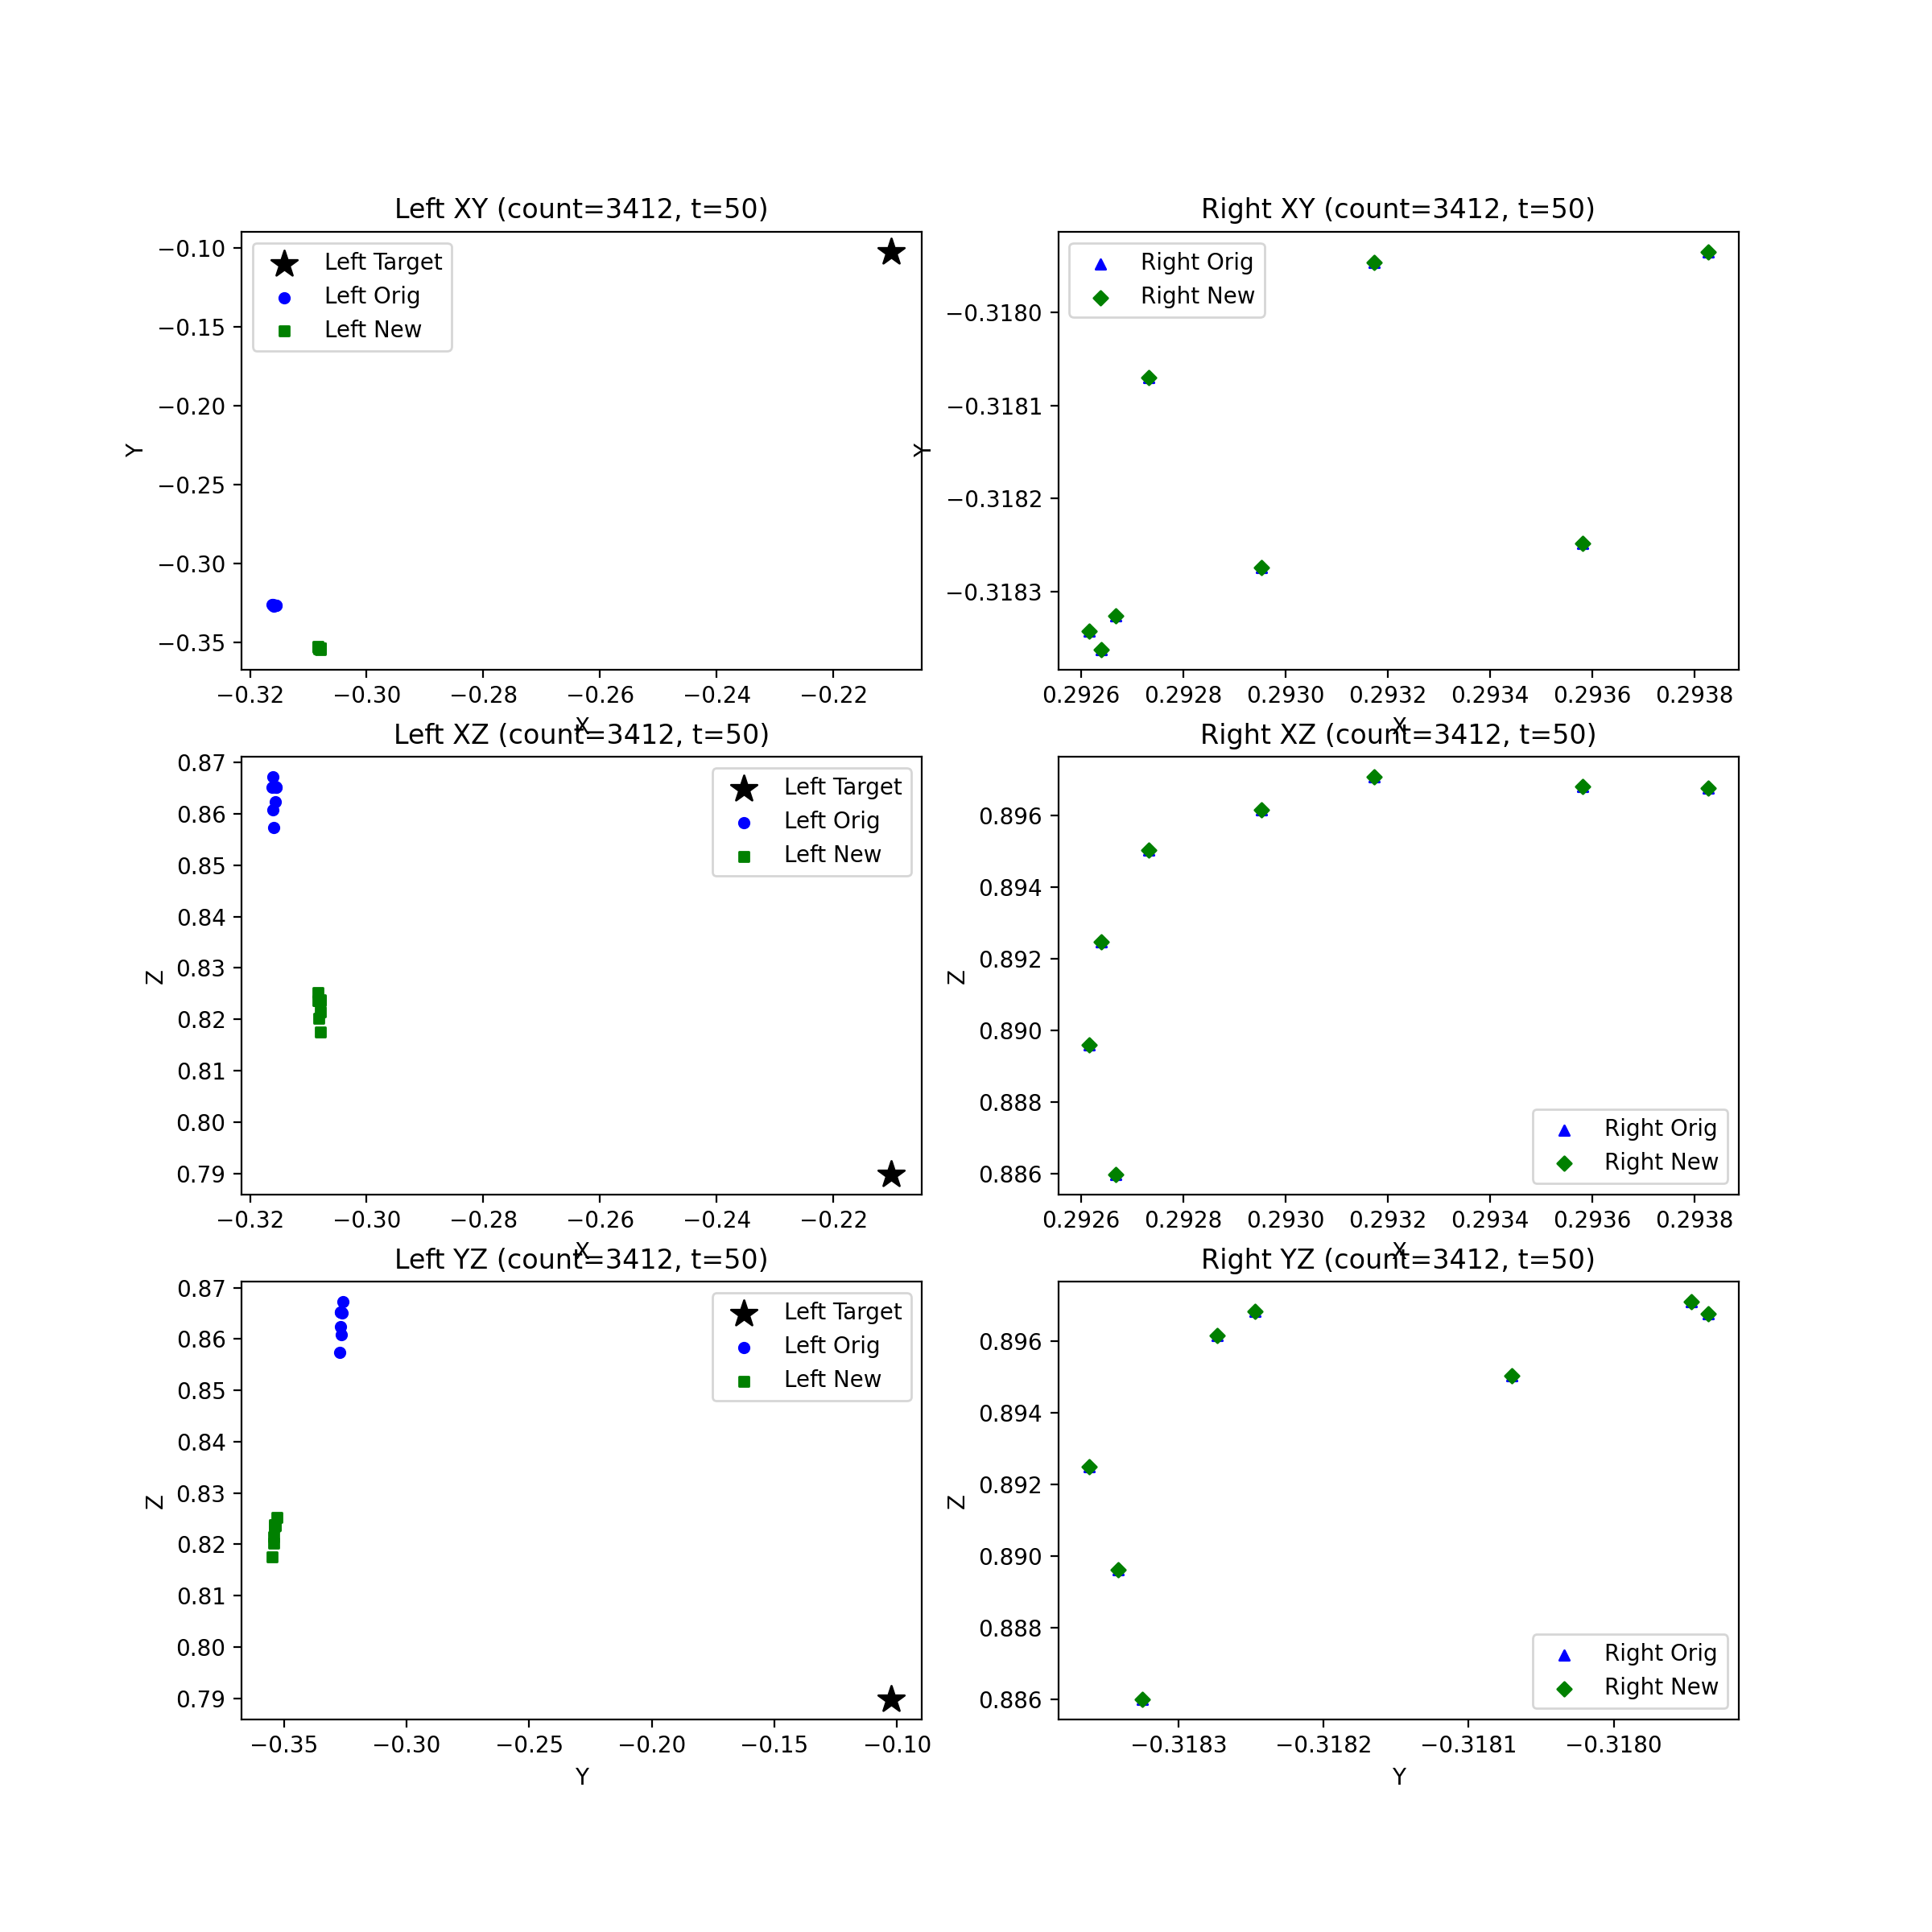 Left XY (count=3412, t=50)
Left Target
Left Orig
Left New
−0.10
−0.15
−0.20
−0.25
−0.30
−0.35
Y
−0.32 −0.30 −0.28 −0.26 −0.24 −0.22
X
Right XY (count=3412, t=50)
Right Orig
Right New
−0.3180
−0.3181
−0.3182
−0.3183
Y
0.2926 0.2928 0.2930 0.2932 0.2934 0.2936 0.2938
X
Left XZ (count=3412, t=50)
Left Target
Left Orig
Left New
0.87
0.86
0.85
0.84
0.83
0.82
0.81
0.80
0.79
Z
−0.32 −0.30 −0.28 −0.26 −0.24 −0.22
X
Right XZ (count=3412, t=50)
0.896
0.894
0.892
0.890
0.888
0.886
Z
Right Orig
Right New
0.2926 0.2928 0.2930 0.2932 0.2934 0.2936 0.2938
X
Left YZ (count=3412, t=50)
Left Target
Left Orig
Left New
0.87
0.86
0.85
0.84
0.83
0.82
0.81
0.80
0.79
Z
−0.35 −0.30 −0.25 −0.20 −0.15 −0.10
Y
Right YZ (count=3412, t=50)
0.896
0.894
0.892
0.890
0.888
0.886
Z
Right Orig
Right New
−0.3183 −0.3182 −0.3181 −0.3180
Y